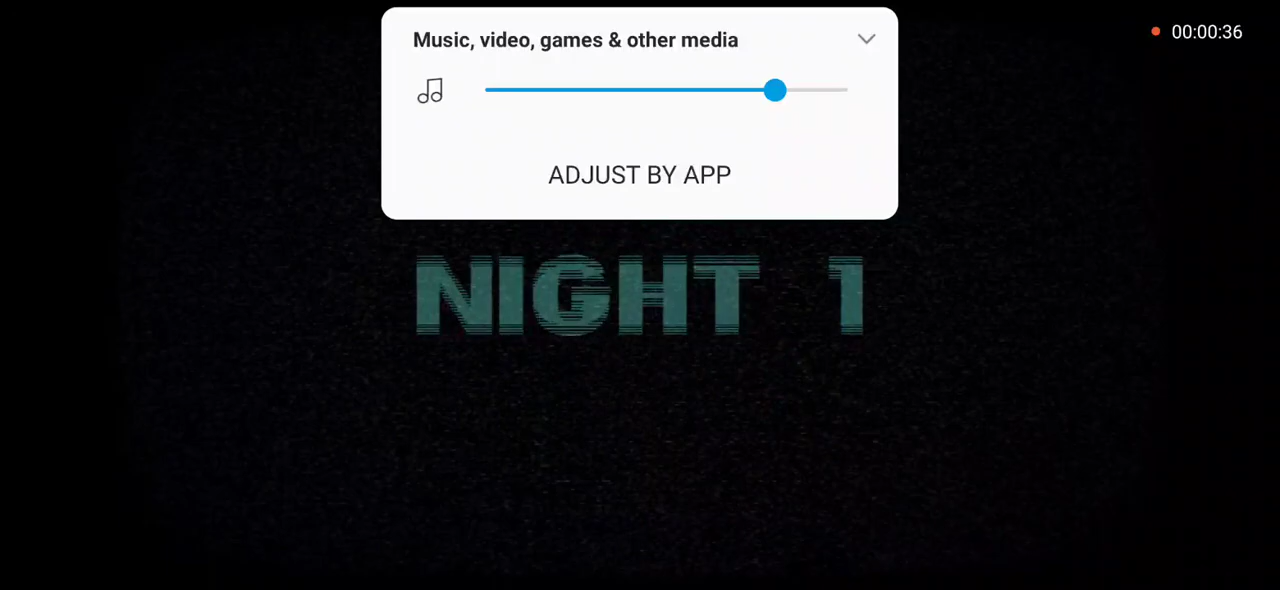 Music, video, games & other media
00:00:36
ADJUST BY APP
NIGHT 1